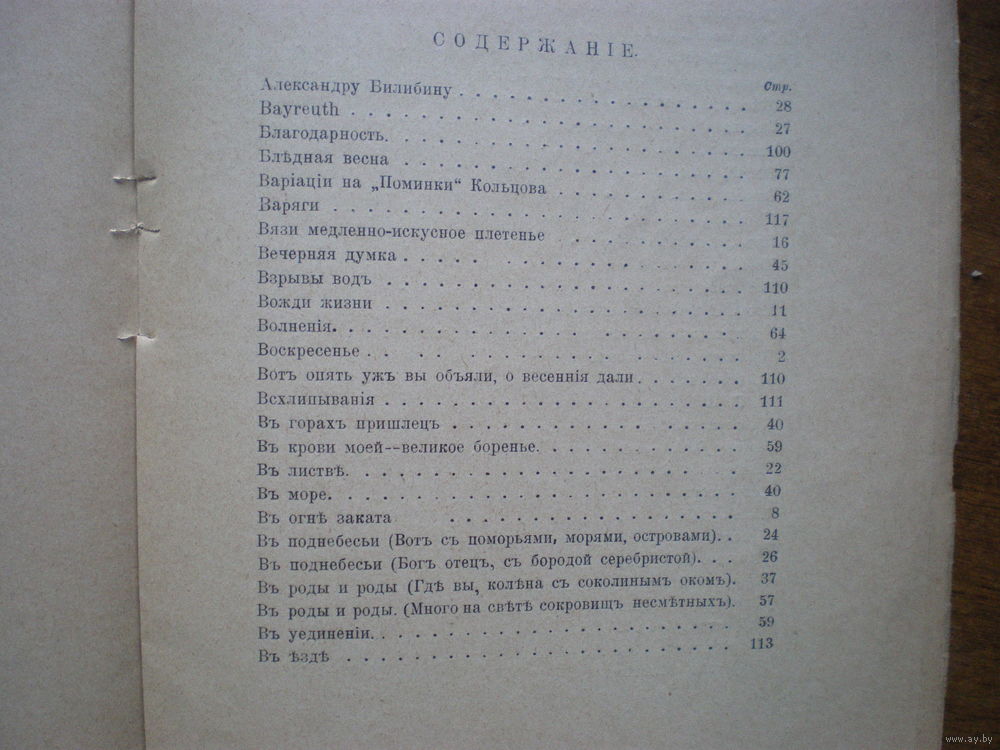 СОДЕРЖАНІЕ.
Стр.
Александру Билибину . . . . . . . . . . . . . . 28
Bayreuth . . . . . . . . . . . . . . . . . . 27
Благодарность. . . . . . . . . . . . . . . . 100
Блѣдная весна . . . . . . . . . . . . . . . 77
Варіаціи на „Поминки“ Кольцова . . . . . . . . . 62
Варяги . . . . . . . . . . . . . . . . . . 117
Вязи медленно-искусное плетенье . . . . . . . . 16
Вечерняя думка . . . . . . . . . . . . . . . 45
Взрывы водъ . . . . . . . . . . . . . . . . 110
Вожди жизни . . . . . . . . . . . . . . . . 11
Волненія. . . . . . . . . . . . . . . . . . 64
Воскресенье . . . . . . . . . . . . . . . . 2
Вотъ опять ужъ вы объяли, о весеннія дали . . . . . . . 110
Всхлипыванія . . . . . . . . . . . . . . . . 111
Въ горахъ пришлецъ . . . . . . . . . . . . . 40
Въ крови моей--великое боренье. . . . . . . . . 59
Въ листвѣ. . . . . . . . . . . . . . . . . 22
Въ море. . . . . . . . . . . . . . . . . . 40
Въ огнѣ заката . . . . . . . . . . . . . . 8
Въ поднебесьи (Вотъ съ поморьями, морями, островами). . 24
Въ поднебесьи (Богъ отецъ, съ бородой серебристой). . . 26
Въ роды и роды (Гдѣ вы, колѣна съ соколинымъ окомъ). 37
Въ роды и роды. (Много на свѣтѣ сокровищъ несмѣтныхъ). 57
Въ уединеніи. . . . . . . . . . . . . . . . 59
Въ ѣздѣ . . . . . . . . . . . . . . . . . 113
www.ay.by